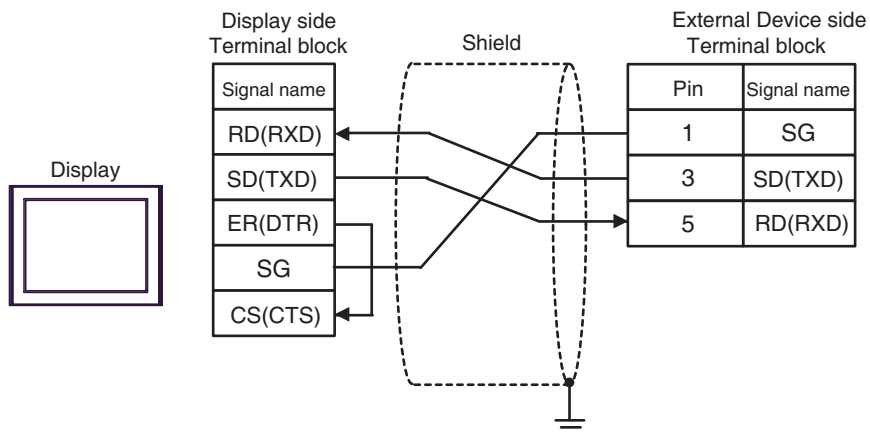 Display side
Terminal block
Shield
External Device side
Terminal block
Display
Signal name
RD(RXD)
SD(TXD)
ER(DTR)
SG
CS(CTS)
Pin Signal name
1 SG
3 SD(TXD)
5 RD(RXD)